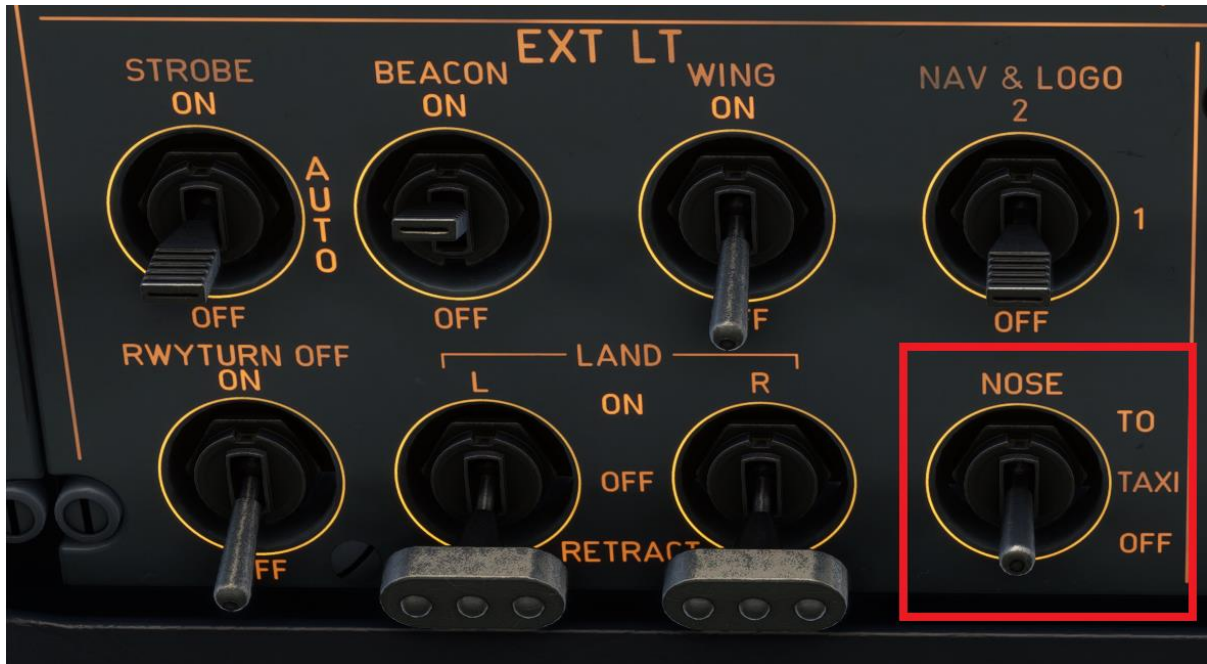 EXT LT
STROBE
ON
AUTO
OFF
BEACON
ON
OFF
WING
ON
NAV & LOGO
2
1
OFF
RWYTURN OFF
ON
LAND
L
R
ON
OFF
RETRACT
NOSE
TO
TAXI
OFF